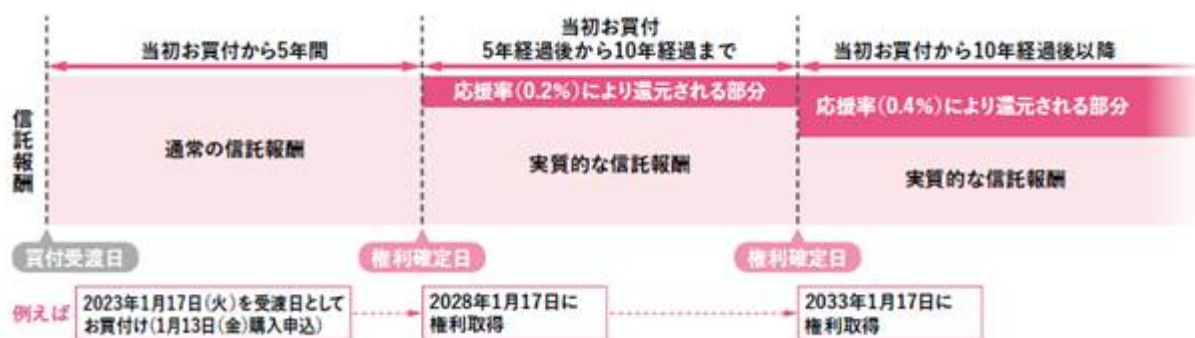 当初お買付から5年間
当初お買付
5年経過後から10年経過まで
当初お買付から10年経過後以降
信託報酬
通常の信託報酬
応援率(0.2%)により還元される部分
実質的な信託報酬
応援率(0.4%)により還元される部分
実質的な信託報酬
買付受渡日
権利確定日
権利確定日
例えば
2023年1月17日(火)を受渡日として
お買付け(1月13日(金)購入申込)
2028年1月17日に
権利取得
2033年1月17日に
権利取得